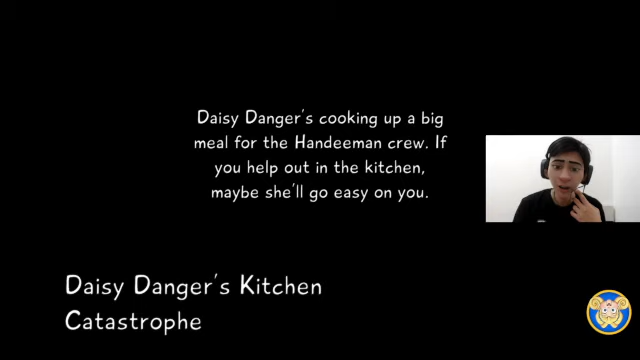 Daisy Danger's cooking up a big
meal for the Handeeman crew. If
you help out in the kitchen,
maybe she'll go easy on you.
Daisy Danger's Kitchen
Catastrophe